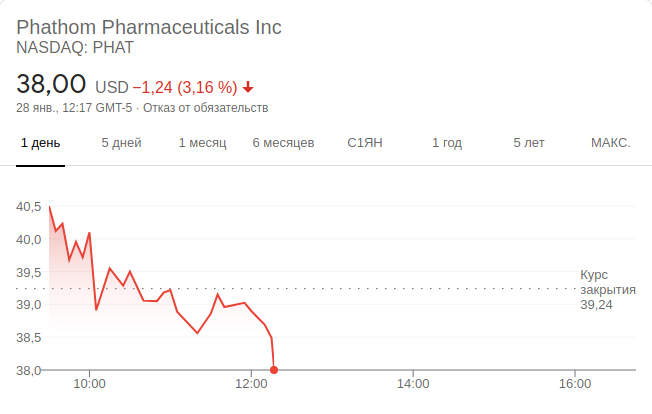 Phathom Pharmaceuticals Inc
NASDAQ: PHAT
38,00 USD −1,24 (3,16 %)
28 янв., 12:17 GMT-5 · Отказ от обязательств
1 день 5 дней 1 месяц 6 месяцев С1ЯН 1 год 5 лет МАКС.
40,5
40,0
39,5
39,0
38,5
38,0
Курс
закрытия
39,24
10:00 12:00 14:00 16:00